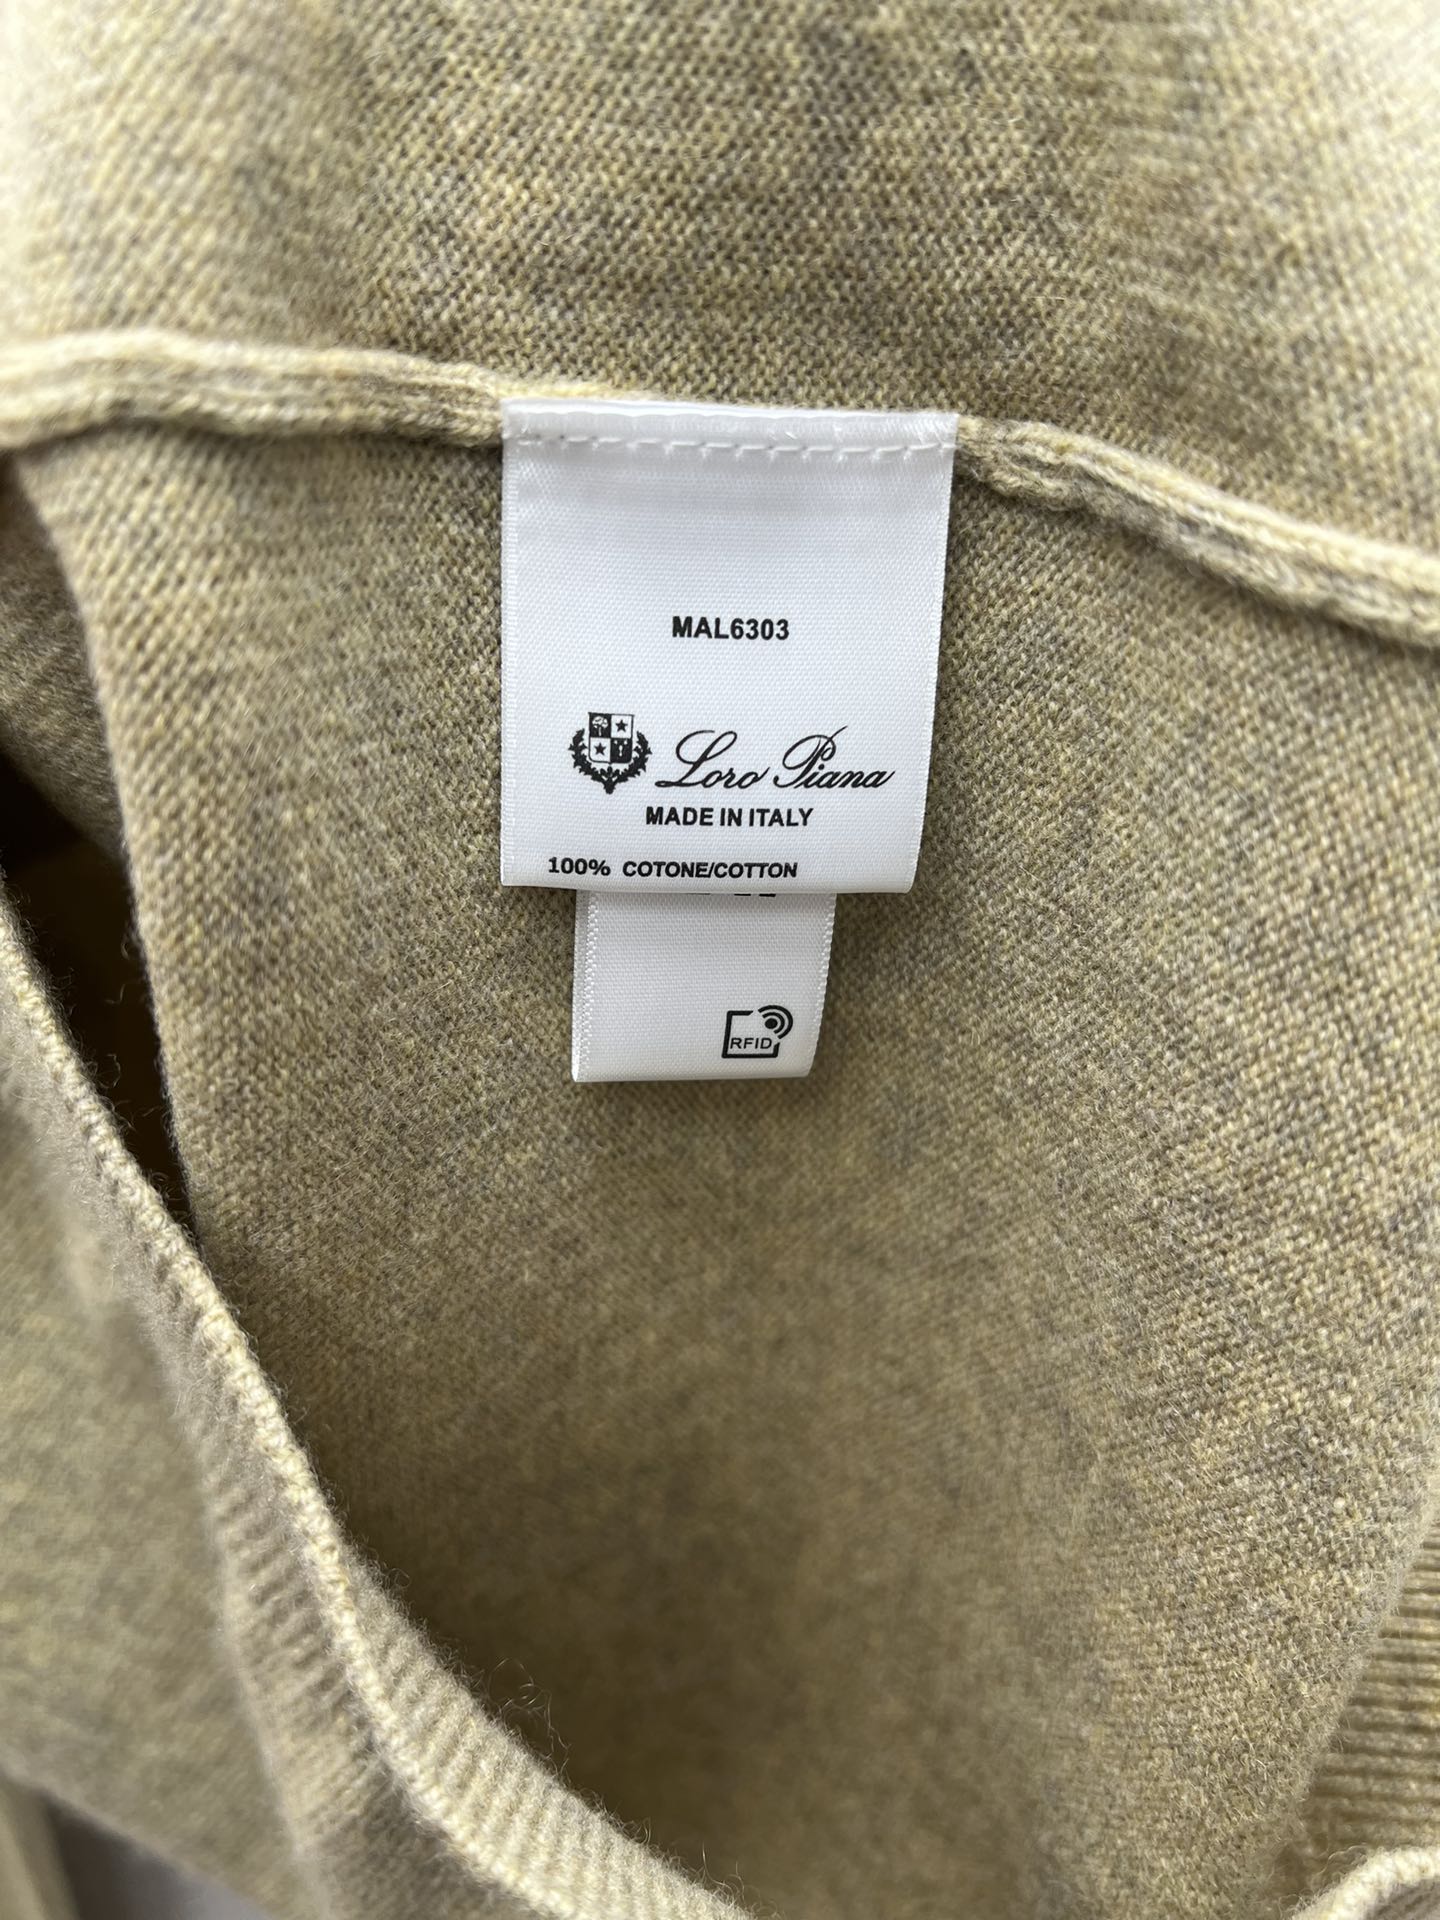 MAL6303
Loro Piana
MADE IN ITALY
100% COTONE/COTTON
RFID